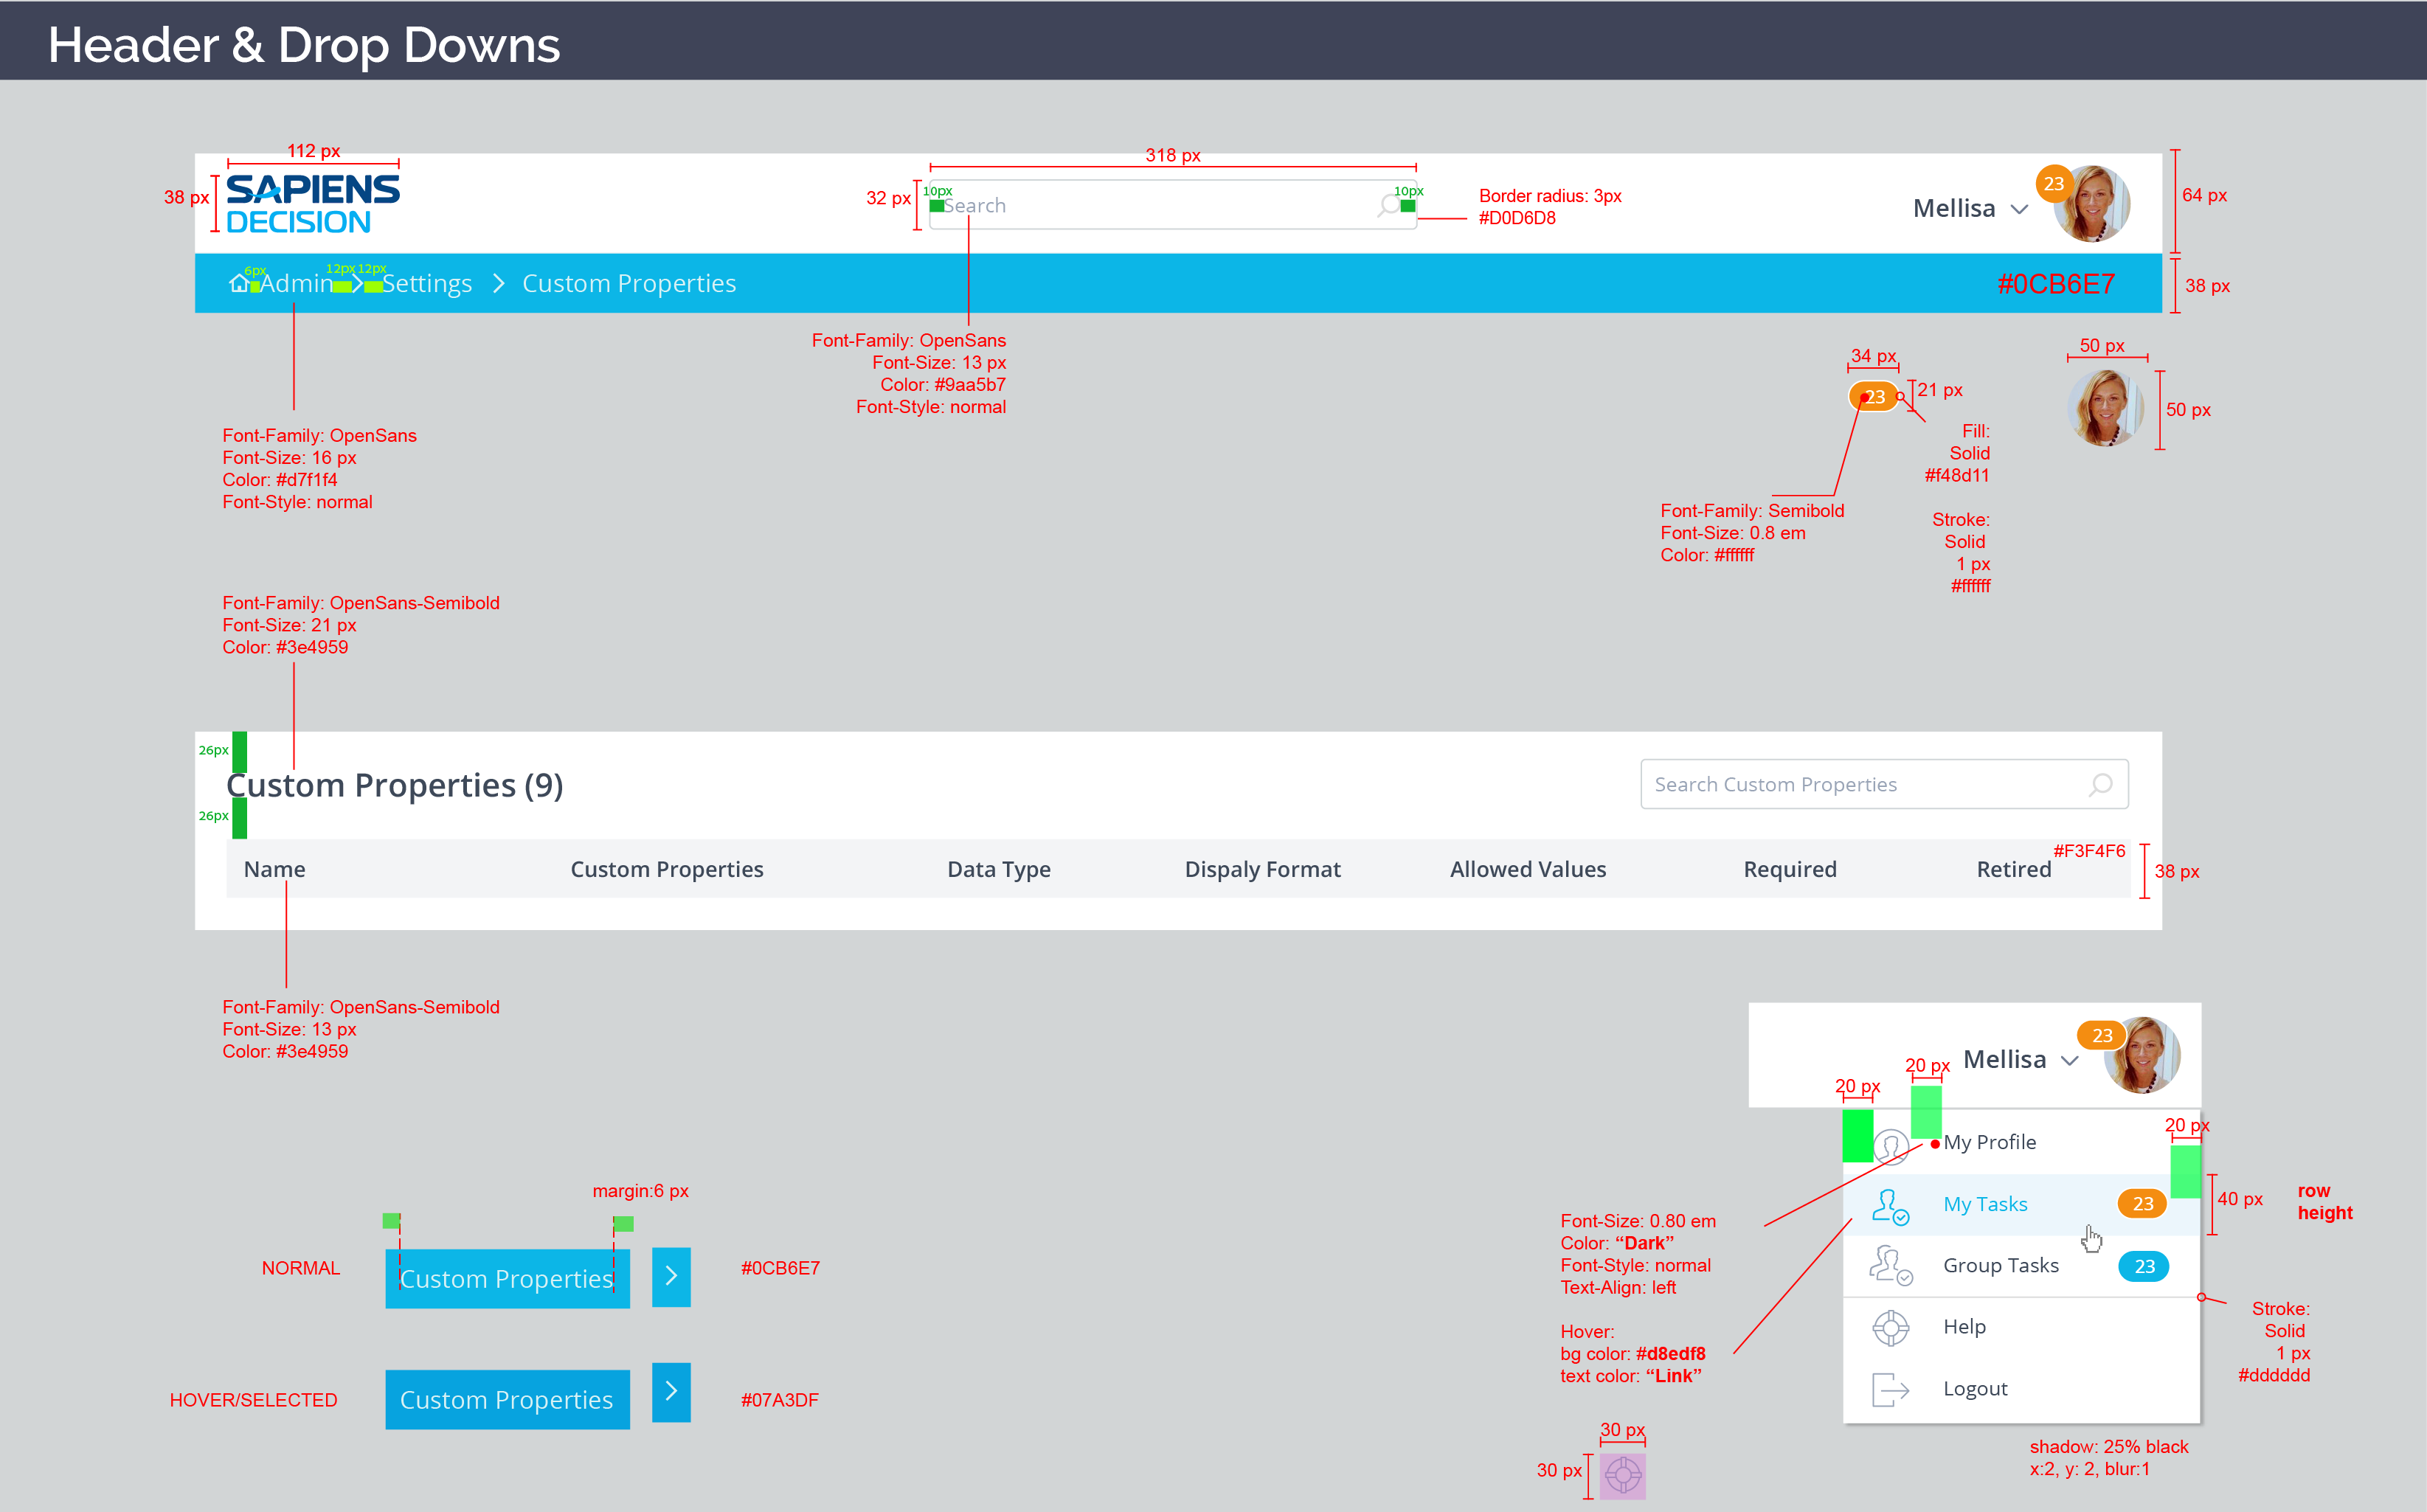 Header & Drop Downs
112 px
38 px
SAPIENS
DECISION
318 px
32 px
10px
Search
10px
Border radius: 3px
#D0D6D8
Mellisa
23
64 px
6px
Admin
12px
12px
Settings
Custom Properties
#0CB6E7
38 px
Font-Family: OpenSans
Font-Size: 13 px
Color: #9aa5b7
Font-Style: normal
Font-Family: OpenSans
Font-Size: 16 px
Color: #d7f1f4
Font-Style: normal
34 px
23
21 px
Fill:
Solid
#f48d11
Stroke:
Solid
1 px
#ffffff
Font-Family: Semibold
Font-Size: 0.8 em
Color: #ffffff
50 px
50 px
Font-Family: OpenSans-Semibold
Font-Size: 21 px
Color: #3e4959
26px
Custom Properties (9)
26px
Search Custom Properties
Name
Custom Properties
Data Type
Dispaly Format
Allowed Values
Required
Retired
#F3F4F6
38 px
Font-Family: OpenSans-Semibold
Font-Size: 13 px
Color: #3e4959
margin:6 px
NORMAL
Custom Properties
#0CB6E7
HOVER/SELECTED
Custom Properties
#07A3DF
Mellisa
23
20 px
20 px
20 px
My Profile
My Tasks
23
40 px
row
height
Group Tasks
23
Help
Logout
Font-Size: 0.80 em
Color: “Dark”
Font-Style: normal
Text-Align: left
Hover:
bg color: #d8edf8
text color: “Link”
Stroke:
Solid
1 px
#dddddd
shadow: 25% black
x:2, y: 2, blur:1
30 px
30 px